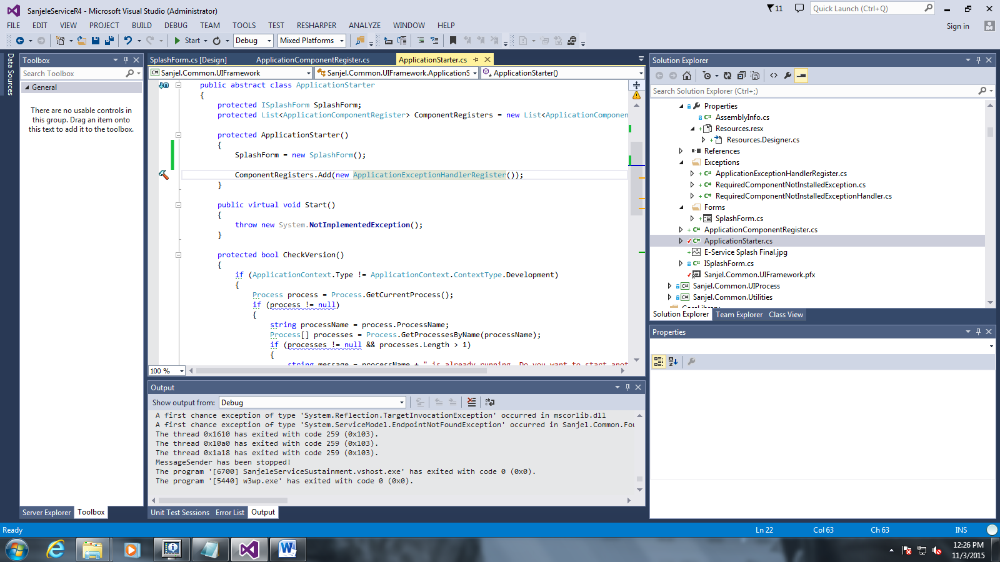 SanjeleServiceR4 - Microsoft Visual Studio (Administrator)
11
Quick Launch (Ctrl+Q)
FILE EDIT VIEW PROJECT BUILD DEBUG TEAM TOOLS TEST RESHARPER ANALYZE WINDOW HELP
Sign in
Start Debug Mixed Platforms
Data Sources
Toolbox
Search Toolbox
General
There are no usable controls in
this group. Drag an item onto
this text to add it to the toolbox.
Server Explorer Toolbox
SplashForm.cs [Design] ApplicationComponentRegister.cs ApplicationStarter.cs
Sanjel.Common.UIFramework Sanjel.Common.UIFramework.ApplicationS ApplicationStarter()
public abstract class ApplicationStarter
{
protected ISplashForm SplashForm;
protected List<ApplicationComponentRegister> ComponentRegisters = new List<ApplicationComponen
protected ApplicationStarter()
{
SplashForm = new SplashForm();
ComponentRegisters.Add(new ApplicationExceptionHandlerRegister());
}
public virtual void Start()
{
throw new System.NotImplementedException();
}
protected bool CheckVersion()
{
if (ApplicationContext.Type != ApplicationContext.ContextType.Development)
{
Process process = Process.GetCurrentProcess();
if (process != null)
{
string processName = process.ProcessName;
Process[] processes = Process.GetProcessesByName(processName);
if (processes != null && processes.Length > 1)
{
string message = processName + " is already running. Do you want to start anot
100 %
Output
Show output from: Debug
A first chance exception of type 'System.Reflection.TargetInvocationException' occurred in mscorlib.dll
A first chance exception of type 'System.ServiceModel.EndpointNotFoundException' occurred in Sanjel.Common.Fou
The thread 0x1610 has exited with code 259 (0x103).
The thread 0x10a0 has exited with code 259 (0x103).
The thread 0x1a18 has exited with code 259 (0x103).
MessageSender has been stopped!
The program '[6700] SanjeleServiceSustainment.vshost.exe' has exited with code 0 (0x0).
The program '[5440] w3wp.exe' has exited with code 0 (0x0).
Unit Test Sessions Error List Output
Solution Explorer
Search Solution Explorer (Ctrl+;)
Properties
AssemblyInfo.cs
Resources.resx
Resources.Designer.cs
References
Exceptions
ApplicationExceptionHandlerRegister.cs
RequiredComponentNotInstalledException.cs
RequiredComponentNotInstalledExceptionHandler.cs
Forms
SplashForm.cs
ApplicationComponentRegister.cs
ApplicationStarter.cs
E-Service Splash Final.jpg
ISplashForm.cs
Sanjel.Common.UIFramework.pfx
Sanjel.Common.UIProcess
Sanjel.Common.Utilities
Solution Explorer Team Explorer Class View
Properties
Ready Ln 22 Col 63 Ch 63 INS
12:26 PM
11/3/2015